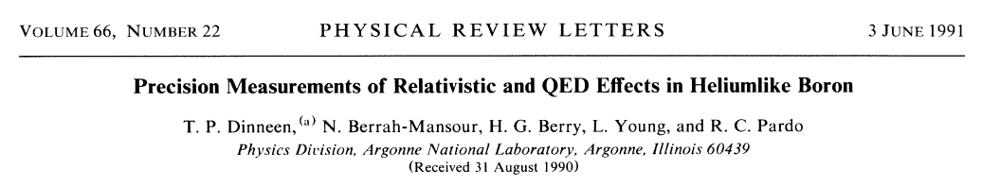 VOLUME 66, NUMBER 22 PHYSICAL REVIEW LETTERS 3 JUNE 1991
Precision Measurements of Relativistic and QED Effects in Heliumlike Boron
T. P. Dinneen, (a) N. Berrah-Mansour, H. G. Berry, L. Young, and R. C. Pardo
Physics Division, Argonne National Laboratory, Argonne, Illinois 60439
(Received 31 August 1990)